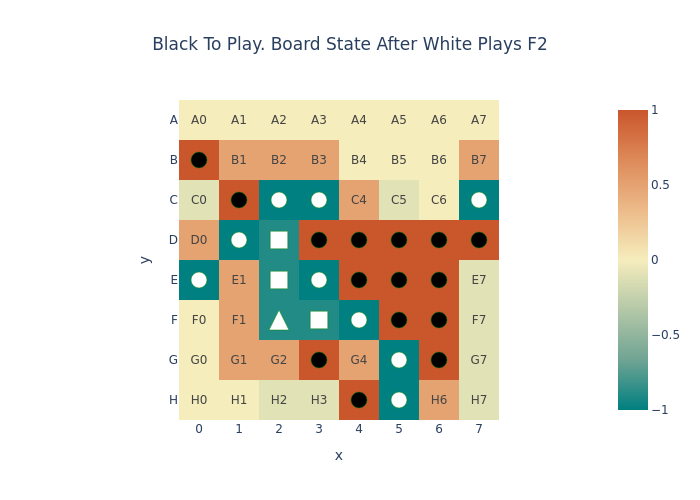 Black To Play. Board State After White Plays F2
A A0 A1 A2 A3 A4 A5 A6 A7
B B1 B2 B3 B4 B5 B6 B7
C C0 C4 C5 C6
D D0
E E1 E7
F F0 F1 F7
G G0 G1 G2 G4 G7
H H0 H1 H2 H3 H6 H7
0 1 2 3 4 5 6 7
x
y
1
0.5
0
−0.5
−1